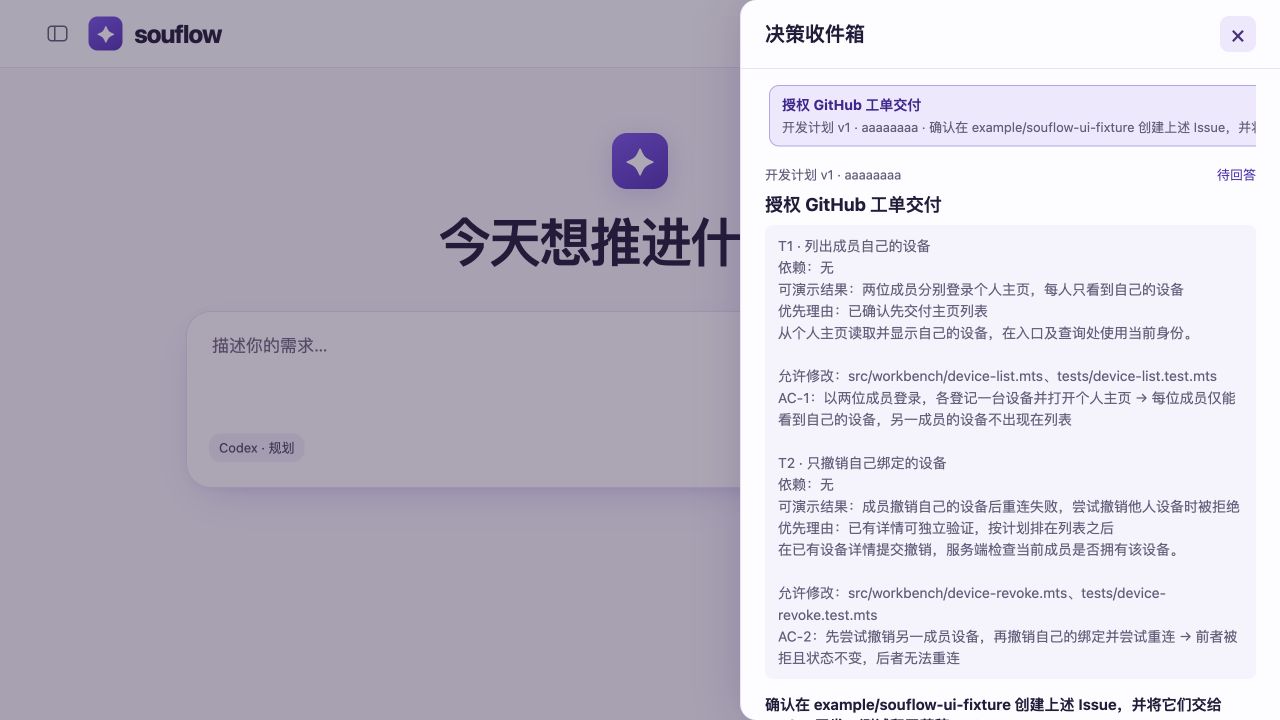 souflow
今天想推进什
描述你的需求...
Codex · 规划
决策收件箱
授权 GitHub 工单交付
开发计划 v1 · aaaaaaaa · 确认在 example/souflow-ui-fixture 创建上述 Issue，并
开发计划 v1 · aaaaaaaa
待回答
授权 GitHub 工单交付
T1 · 列出成员自己的设备
依赖：无
可演示结果：两位成员分别登录个人主页，每人只看到自己的设备
优先理由：已确认先交付主页列表
从个人主页读取并显示自己的设备，在入口及查询处使用当前身份。
允许修改：src/workbench/device-list.mts、tests/device-list.test.mts
AC-1：以两位成员登录，各登记一台设备并打开个人主页 → 每位成员仅能
看到自己的设备，另一成员的设备不出现在列表
T2 · 只撤销自己绑定的设备
依赖：无
可演示结果：成员撤销自己的设备后重连失败，尝试撤销他人设备时被拒绝
优先理由：已有详情可独立验证，按计划排在列表之后
在已有设备详情提交撤销，服务端检查当前成员是否拥有该设备。
允许修改：src/workbench/device-revoke.mts、tests/device-
revoke.test.mts
AC-2：先尝试撤销另一成员设备，再撤销自己的绑定并尝试重连 → 前者被
拒且状态不变，后者无法重连
确认在 example/souflow-ui-fixture 创建上述 Issue，并将它们交给